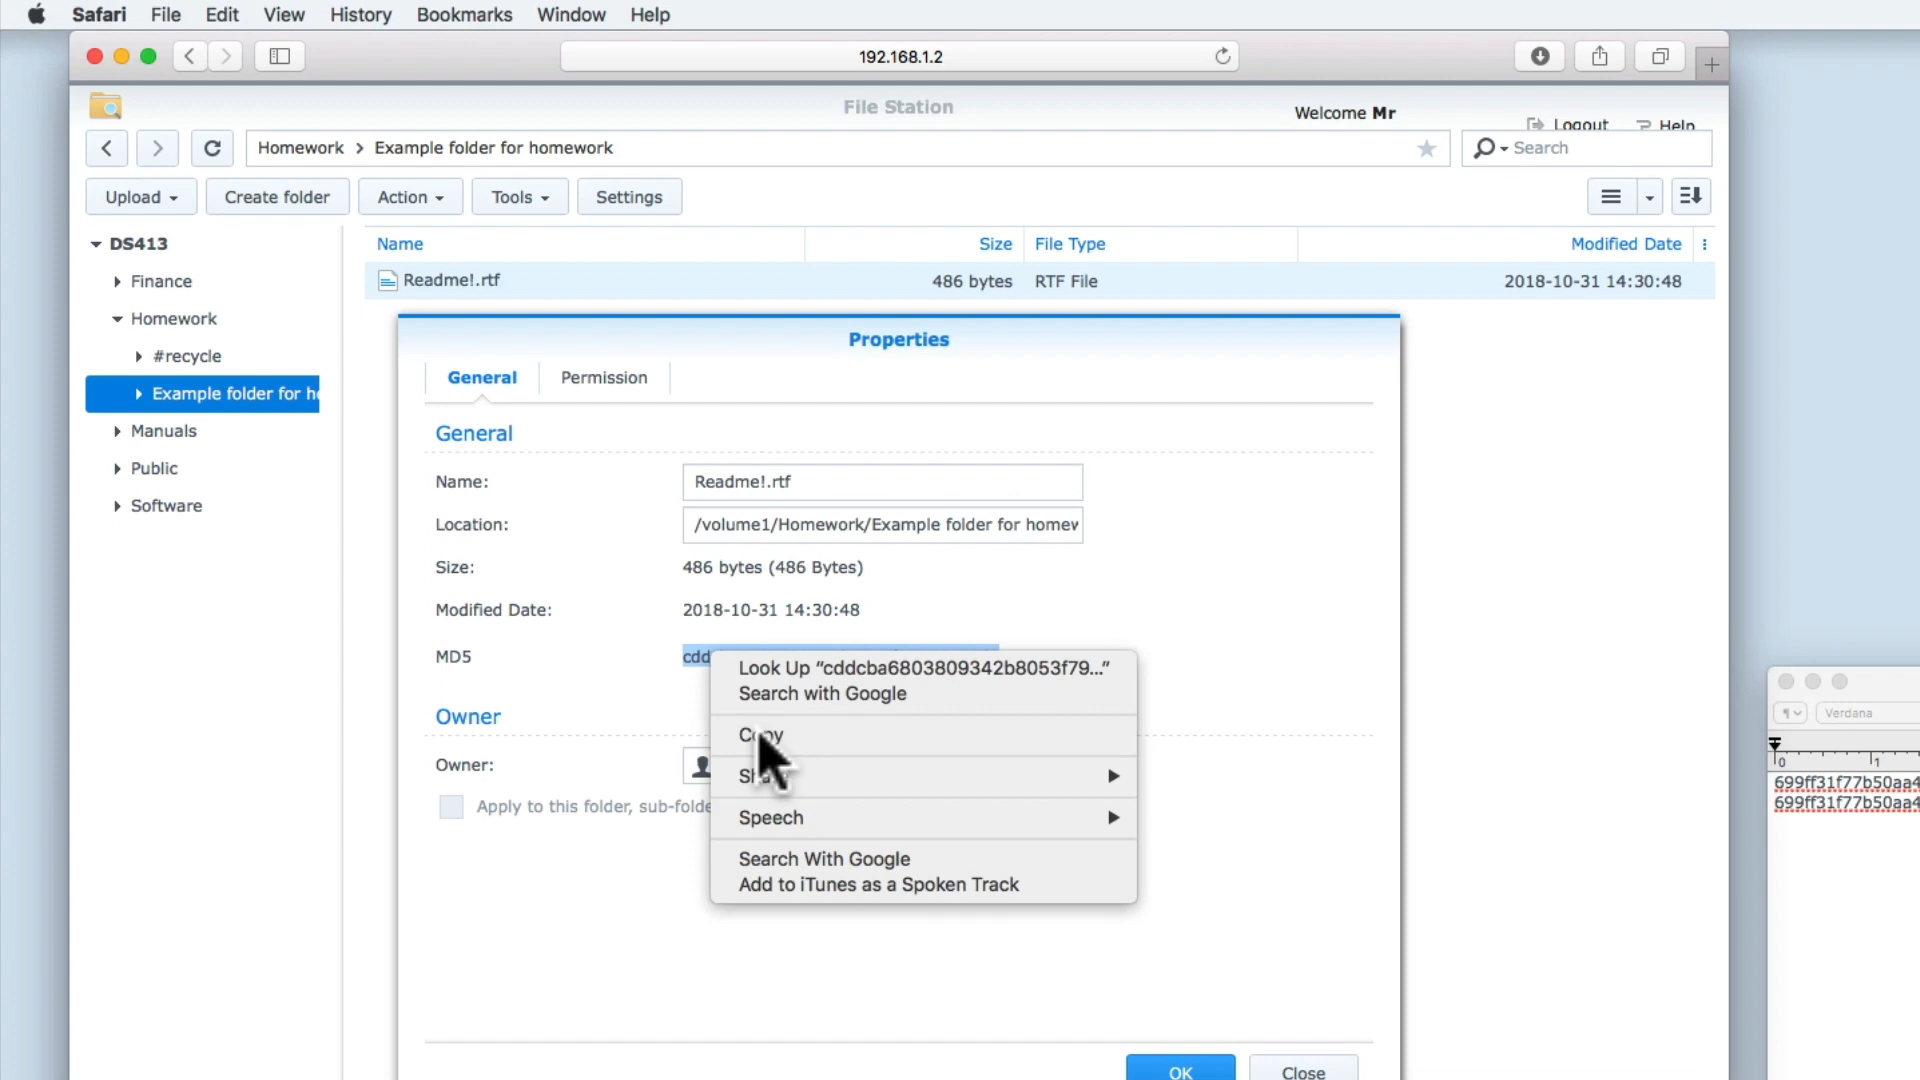 Safari File Edit View History Bookmarks Window Help
192.168.1.2
File Station
Welcome Mr
Logout Help
Homework > Example folder for homework
Search
Upload Create folder Action Tools Settings
DS413
Finance
Homework
#recycle
Example folder for
Manuals
Public
Software
Name Size File Type Modified Date
Readme!.rtf 486 bytes RTF File 2018-10-31 14:30:48
Properties
General Permission
General
Name: Readme!.rtf
Location: /volume1/Homework/Example folder for homew
Size: 486 bytes (486 Bytes)
Modified Date: 2018-10-31 14:30:48
MD5 cdd
Owner
Owner:
Apply to this folder, sub-folde
Look Up “cddcba6803809342b8053f79...”
Search with Google
Copy
Speech
Search With Google
Add to iTunes as a Spoken Track
OK Close
Verdana
0 1
699ff31f77b50aa4
699ff31f77b50aa4